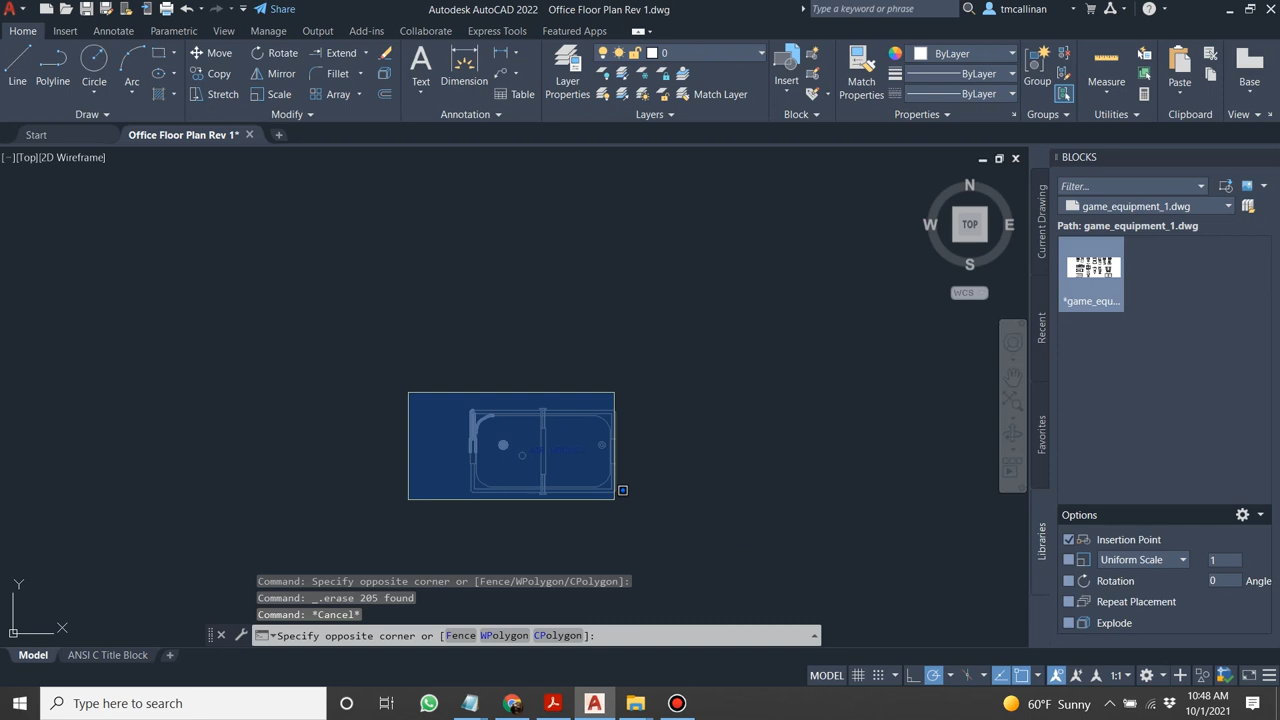 Share
Autodesk AutoCAD 2022 Office Floor Plan Rev 1.dwg
Type a keyword or phrase
tmcallinan
Home Insert Annotate Parametric View Manage Output Add-ins Collaborate Express Tools Featured Apps
Move Rotate Extend
Copy Mirror Fillet
Stretch Scale Array
Line Polyline Circle Arc
Text Dimension
Table
Layer Properties
0
Match Layer
Insert
Match Properties
ByLayer
ByLayer
ByLayer
Group
Measure
Paste
Base
Draw Modify Annotation Layers Block Properties Groups Utilities Clipboard View
Start
Office Floor Plan Rev 1*
[−][Top][2D Wireframe]
N
W TOP E
S
WCS
BLOCKS
Filter...
game_equipment_1.dwg
Path: game_equipment_1.dwg
*game_equ...
Current Drawing
Recent
Favorites
Libraries
Options
Insertion Point
Uniform Scale 1
Rotation 0 Angle
Repeat Placement
Explode
Command: Specify opposite corner or [Fence/WPolygon/CPolygon]:
Command: _.erase 205 found
Command: *Cancel*
Specify opposite corner or [Fence WPolygon CPolygon]:
Y
X
Model ANSI C Title Block
MODEL
1:1
Type here to search
60°F Sunny
10:48 AM
10/1/2021